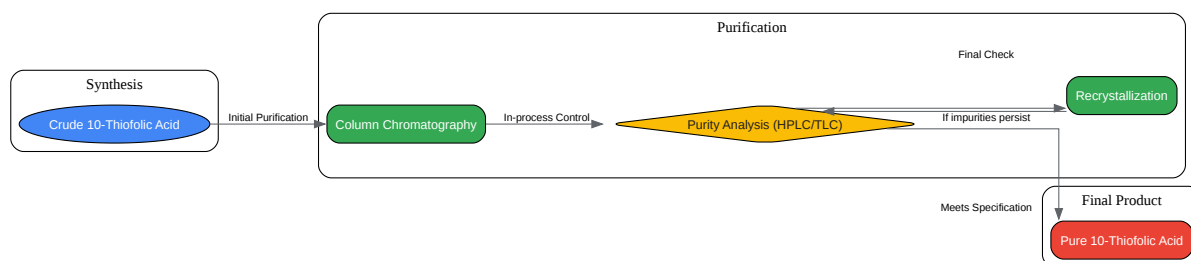 Purification
Final Check
Synthesis
Recrystallization
Crude 10-Thiofolic Acid
Initial Purification
Column Chromatography
In-process Control
Purity Analysis (HPLC/TLC)
If impurities persist
Meets Specification
Final Product
Pure 10-Thiofolic Acid